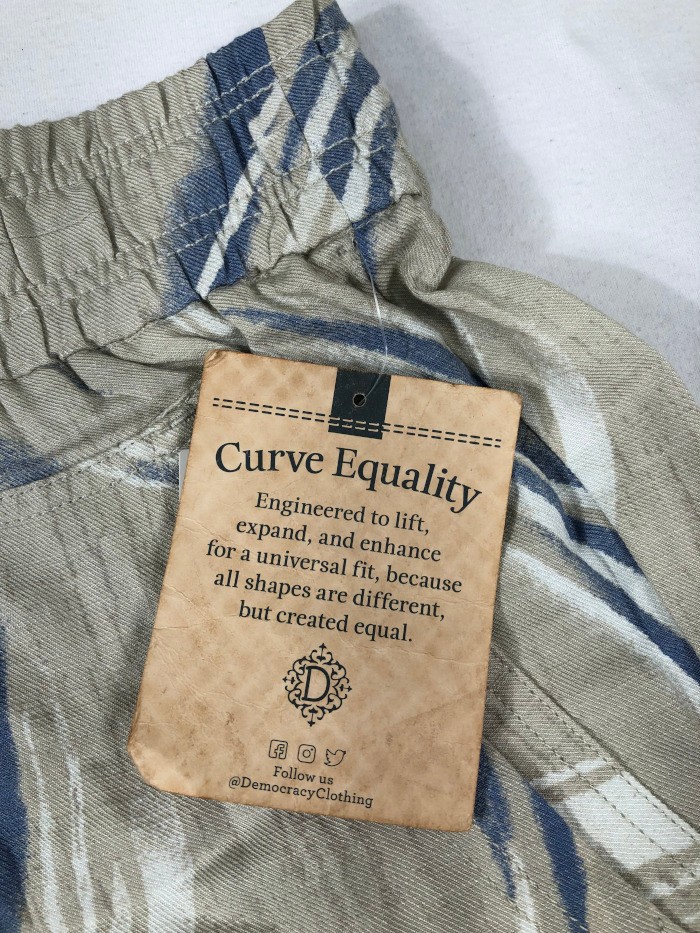 Curve Equality
Engineered to lift,
expand, and enhance
for a universal fit, because
all shapes are different,
but created equal.
D
Follow us
@DemocracyClothing